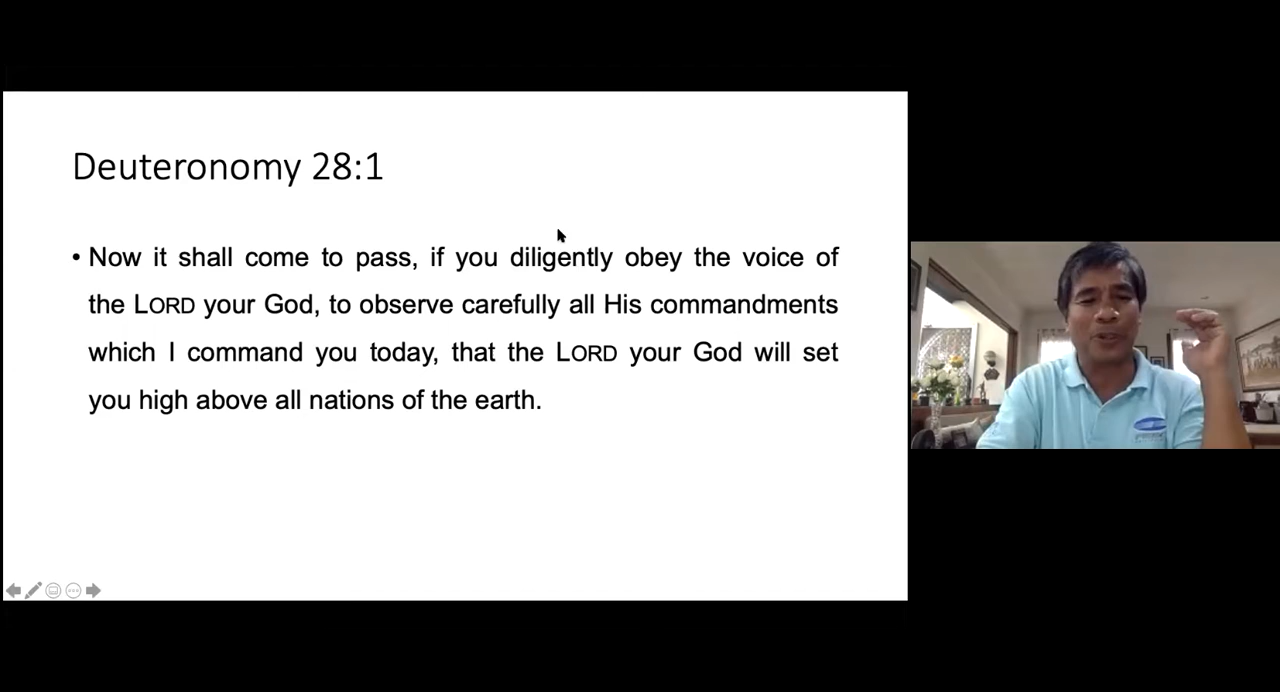 Deuteronomy 28:1
• Now it shall come to pass, if you diligently obey the voice of
the LORD your God, to observe carefully all His commandments
which I command you today, that the LORD your God will set
you high above all nations of the earth.